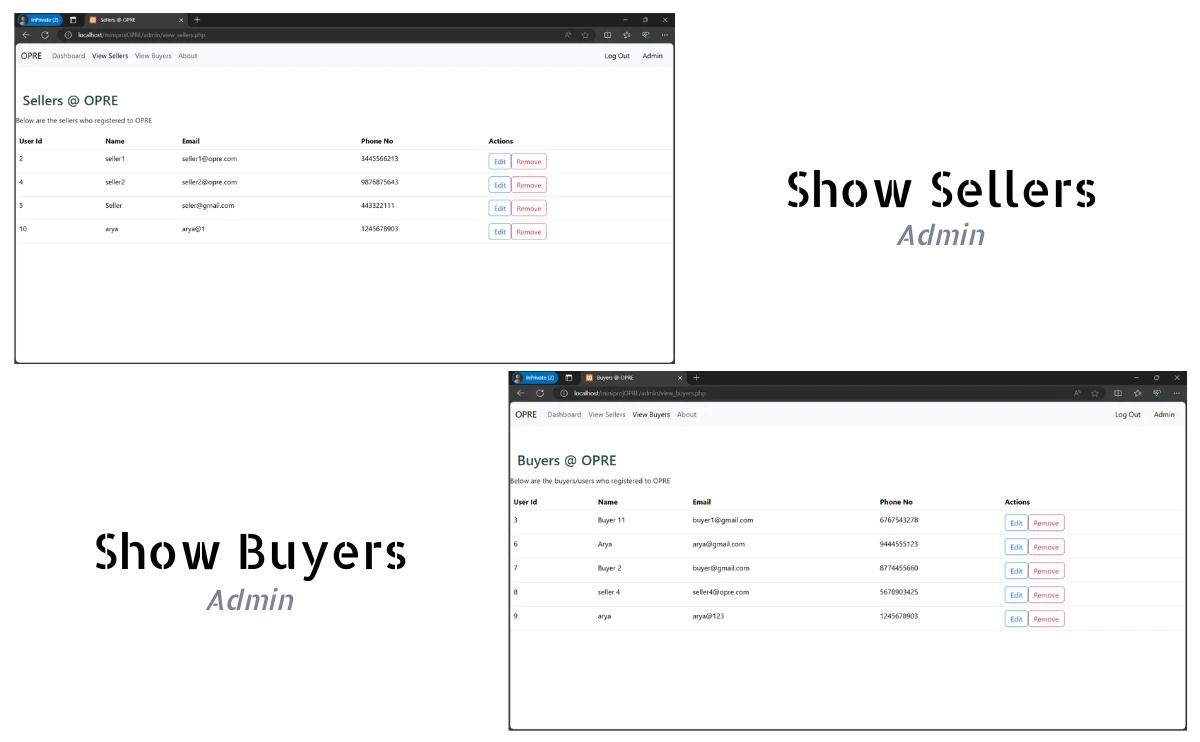 InPrivate (2) Sellers @ OPRE
localhost/miniprojOPRE/admin/view_sellers.php
OPRE Dashboard View Sellers View Buyers About Log Out Admin
Sellers @ OPRE
Below are the sellers who registered to OPRE
User Id Name Email Phone No Actions
2 seller1 seller1@opre.com 3445566213 Edit Remove
4 seller2 seller2@opre.com 9876875643 Edit Remove
5 Seller seler@gmail.com 443322111 Edit Remove
10 arya arya@1 1245678903 Edit Remove
Show Sellers
Admin
InPrivate (2) Buyers @ OPRE
localhost/miniprojOPRE/admin/view_buyers.php
OPRE Dashboard View Sellers View Buyers About Log Out Admin
Buyers @ OPRE
Below are the buyers/users who registered to OPRE
User Id Name Email Phone No Actions
3 Buyer 11 buyer1@gmail.com 6767543278 Edit Remove
6 Arya arya@gmail.com 9444555123 Edit Remove
7 Buyer 2 buyer@gmail.com 8774455660 Edit Remove
8 seller 4 seller4@opre.com 5678903425 Edit Remove
9 arya arya@123 1245678903 Edit Remove
Show Buyers
Admin